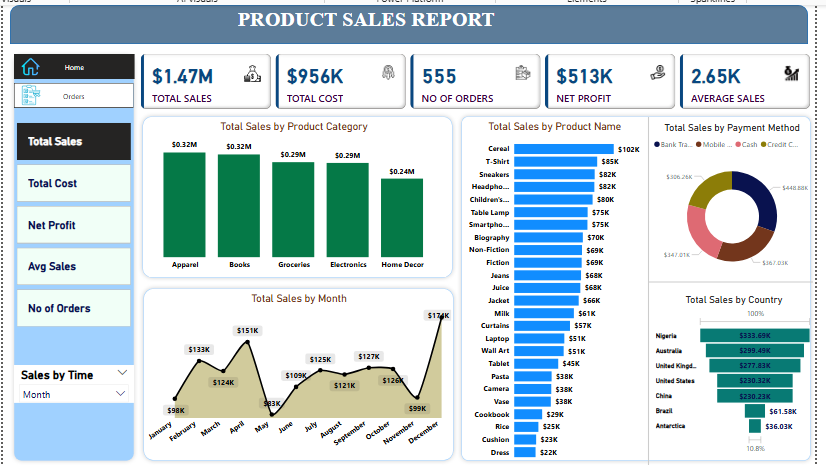 PRODUCT SALES REPORT
Home
Orders
$1.47M
TOTAL SALES
$956K
TOTAL COST
555
NO OF ORDERS
$513K
NET PROFIT
2.65K
AVERAGE SALES
Total Sales
Total Cost
Net Profit
Avg Sales
No of Orders
Sales by Time
Month
Total Sales by Product Category
$0.32M
$0.32M
$0.29M
$0.29M
$0.24M
Apparel
Books
Groceries
Electronics
Home Decor
Total Sales by Month
$98K
$133K
$124K
$151K
$83K
$109K
$125K
$121K
$127K
$126K
$99K
$174K
January
February
March
April
May
June
July
August
September
October
November
December
Total Sales by Product Name
Cereal $102K
T-Shirt $85K
Sneakers $82K
Headpho... $82K
Children's... $80K
Table Lamp $75K
Smartpho... $75K
Biography $70K
Non-Fiction $69K
Fiction $69K
Jeans $68K
Juice $68K
Jacket $66K
Milk $61K
Curtains $57K
Laptop $51K
Wall Art $51K
Tablet $45K
Pasta $38K
Camera $38K
Vase $38K
Cookbook $29K
Rice $25K
Cushion $23K
Dress $22K
Total Sales by Payment Method
Bank Tra... Mobile ... Cash Credit C...
$306.26K
$448.88K
$347.01K
$367.03K
Total Sales by Country
100%
Nigeria $333.69K
Australia $299.49K
United Kingd... $277.83K
United States $230.32K
China $230.23K
Brazil $61.58K
Antarctica $36.03K
10.8%